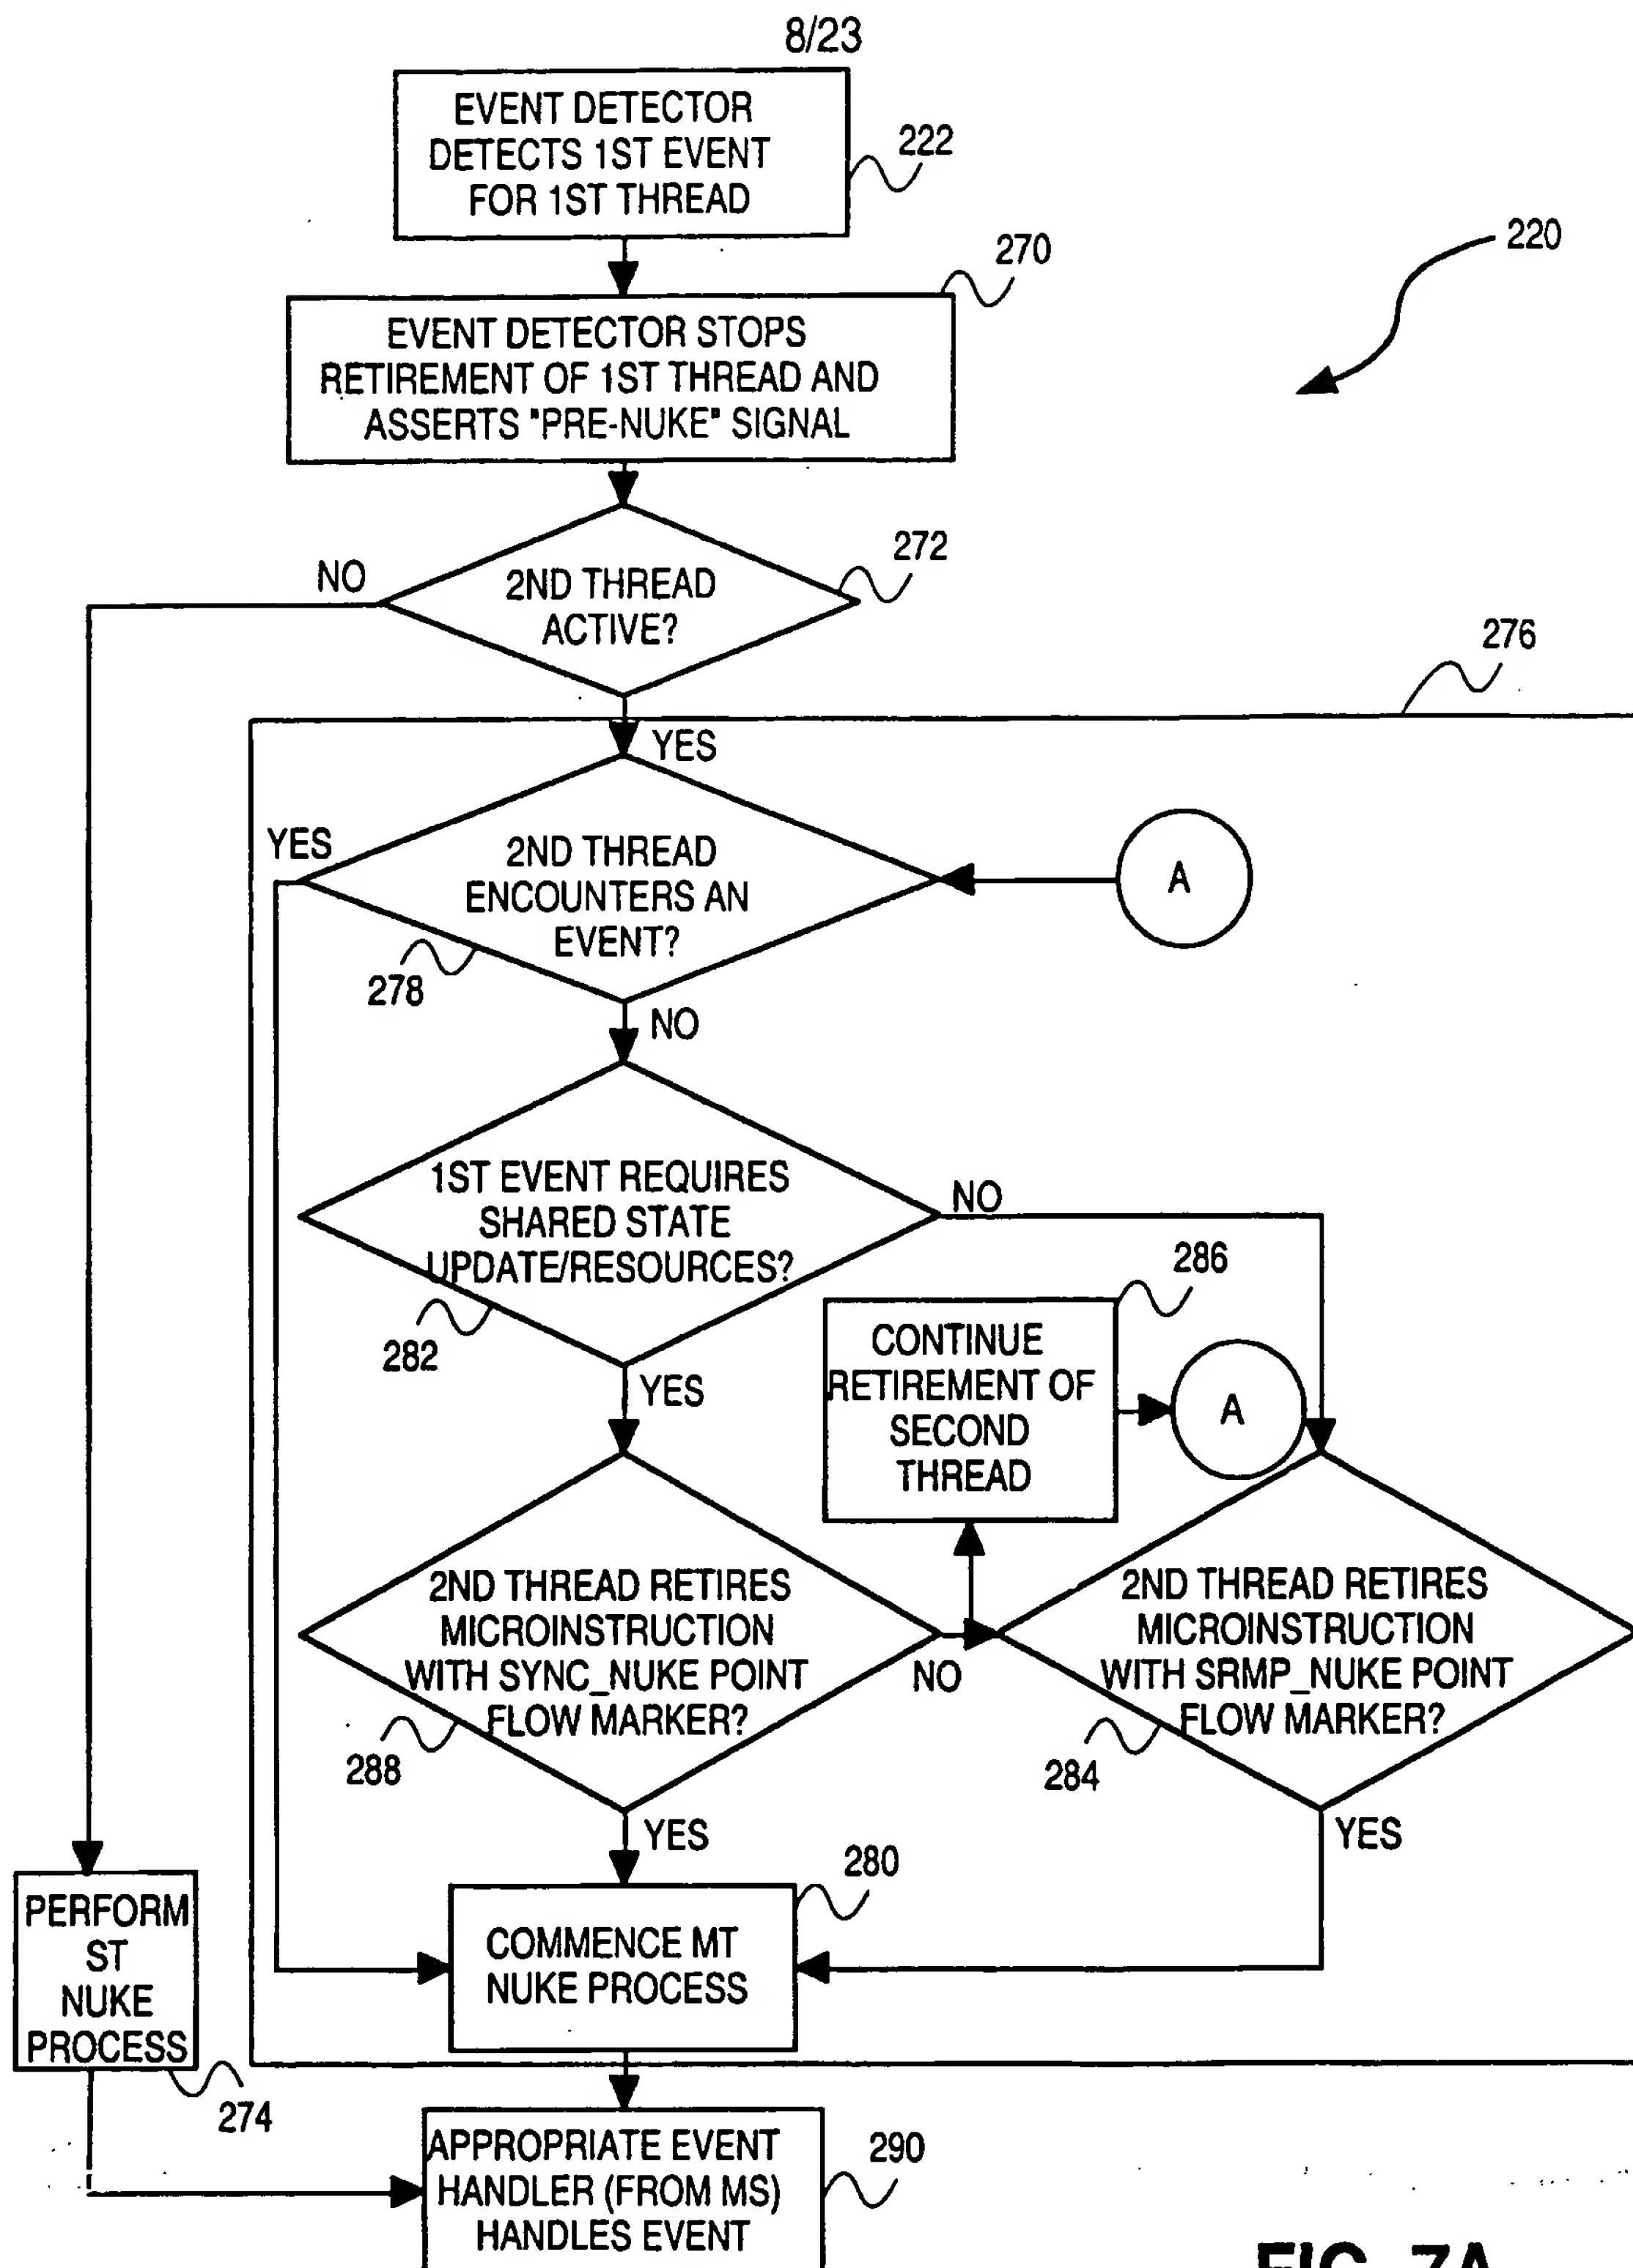 8/23
EVENT DETECTOR
DETECTS 1ST EVENT
FOR 1ST THREAD
222
220
270
EVENT DETECTOR STOPS
RETIREMENT OF 1ST THREAD AND
ASSERTS "PRE-NUKE" SIGNAL
272
NO
2ND THREAD
ACTIVE?
276
YES
YES
2ND THREAD
ENCOUNTERS AN
EVENT?
A
278
NO
1ST EVENT REQUIRES
SHARED STATE
UPDATE/RESOURCES?
NO
286
282
CONTINUE
RETIREMENT OF
SECOND
THREAD
A
YES
2ND THREAD RETIRES
MICROINSTRUCTION
WITH SYNC_NUKE POINT
FLOW MARKER?
NO
2ND THREAD RETIRES
MICROINSTRUCTION
WITH SRMP_NUKE POINT
FLOW MARKER?
288
284
YES
YES
280
PERFORM
ST
NUKE
PROCESS
COMMENCE MT
NUKE PROCESS
274
APPROPRIATE EVENT
HANDLER (FROM MS)
HANDLES EVENT
290
FIG. 7A